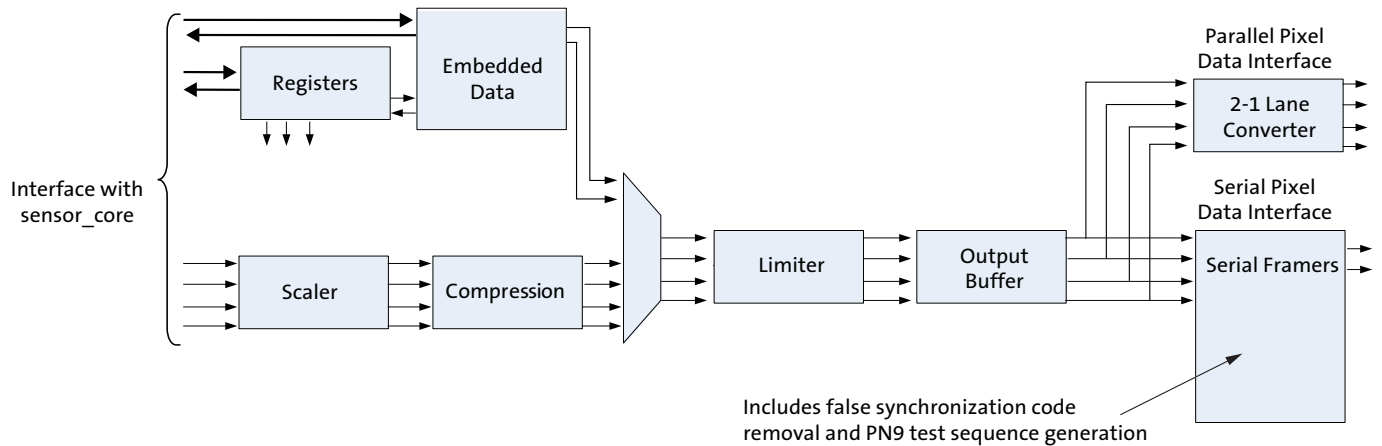 Interface with
sensor_core
Registers
Embedded
Data
Scaler
Compression
Limiter
Output
Buffer
Parallel Pixel
Data Interface
2-1 Lane
Converter
Serial Pixel
Data Interface
Serial Framers
Includes false synchronization code
removal and PN9 test sequence generation